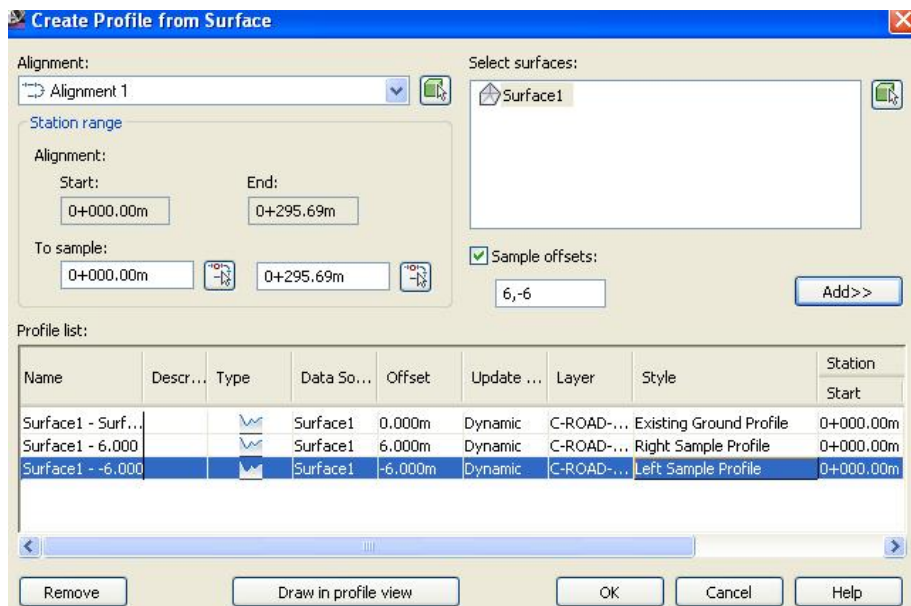 Create Profile from Surface
Alignment:
Alignment 1
Select surfaces:
Surface1
Station range
Alignment:
Start: End:
0+000.00m 0+295.69m
To sample:
0+000.00m 0+295.69m
Sample offsets:
6,-6
Add>>
Profile list:
Name Descr... Type Data So... Offset Update ... Layer Style Station
Start
Surface1 - Surf... Surface1 0.000m Dynamic C-ROAD-... Existing Ground Profile 0+000.00m
Surface1 - 6.000 Surface1 6.000m Dynamic C-ROAD-... Right Sample Profile 0+000.00m
Surface1 - -6.000 Surface1 -6.000m Dynamic C-ROAD-... Left Sample Profile 0+000.00m
Remove Draw in profile view OK Cancel Help